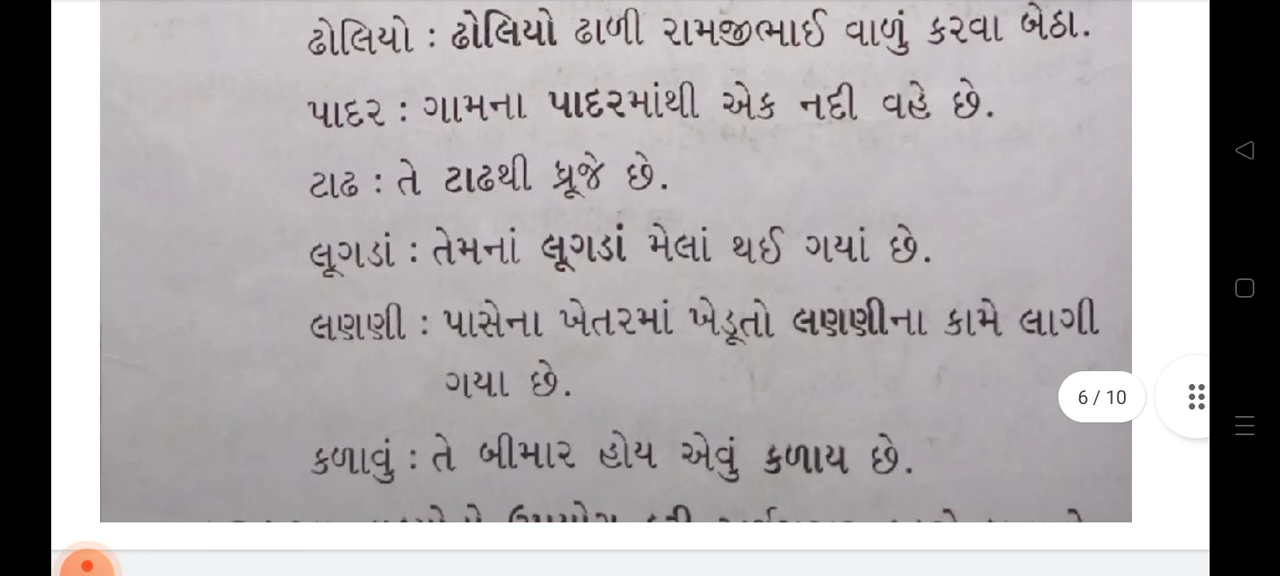 ઢોલિયો : ઢોલિયો ઢાળી રામજીભાઈ વાળું કરવા બેઠા.
પાદર : ગામના પાદરમાંથી એક નદી વહે છે.
ટાઢ : તે ટાઢથી ધ્રૂજે છે.
લૂગડાં : તેમનાં લૂગડાં મેલાં થઈ ગયાં છે.
લણણી : પાસેના ખેતરમાં ખેડૂતો લણણીના કામે લાગી
ગયા છે.
6 / 10
કળાવું : તે બીમાર હોય એવું કળાય છે.